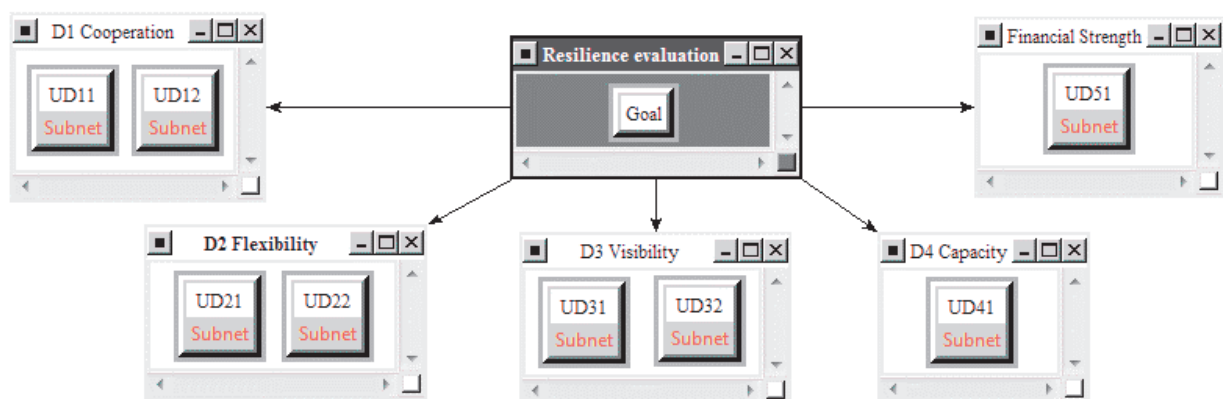 D1 Cooperation
UD11
Subnet
UD12
Subnet
Resilience evaluation
Goal
Financial Strength
UD51
Subnet
D2 Flexibility
UD21
Subnet
UD22
Subnet
D3 Visibility
UD31
Subnet
UD32
Subnet
D4 Capacity
UD41
Subnet